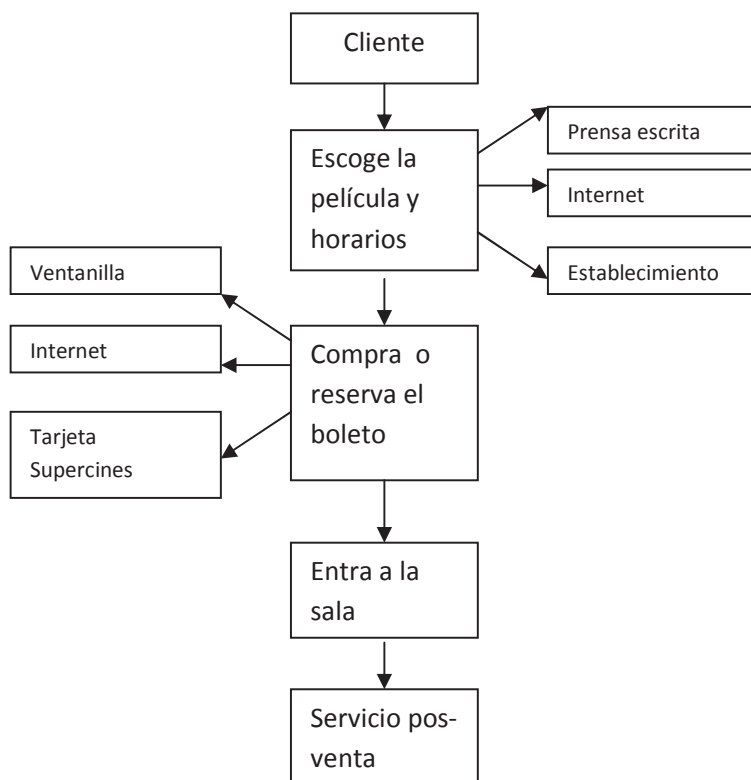 Cliente
Escoge la
película y
horarios
Prensa escrita
Internet
Establecimiento
Ventanilla
Internet
Tarjeta
Supercines
Compra o
reserva el
boleto
Entra a la
sala
Servicio pos-
venta